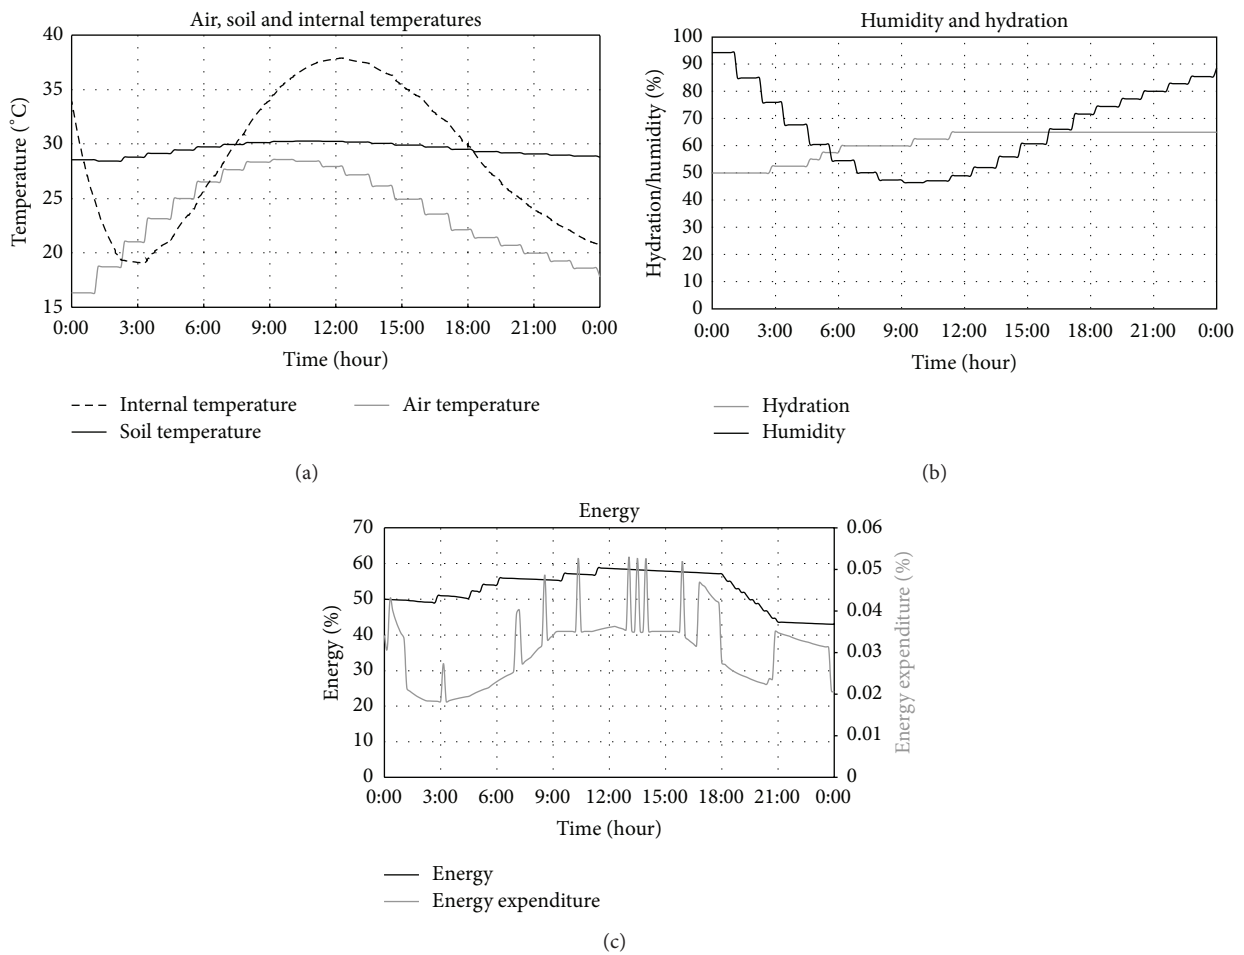 Air, soil and internal temperatures
Temperature (°C)
40
35
30
25
20
15
0:00 3:00 6:00 9:00 12:00 15:00 18:00 21:00 0:00
Time (hour)
Internal temperature
Air temperature
Soil temperature
(a)
Humidity and hydration
Hydration/humidity (%)
100
90
80
70
60
50
40
30
20
10
0
0:00 3:00 6:00 9:00 12:00 15:00 18:00 21:00 0:00
Time (hour)
Hydration
Humidity
(b)
Energy
Energy (%)
70
60
50
40
30
20
10
0
0.06
0.05
0.04
0.03
0.02
0.01
0
Energy expenditure (%)
0:00 3:00 6:00 9:00 12:00 15:00 18:00 21:00 0:00
Time (hour)
Energy
Energy expenditure
(c)